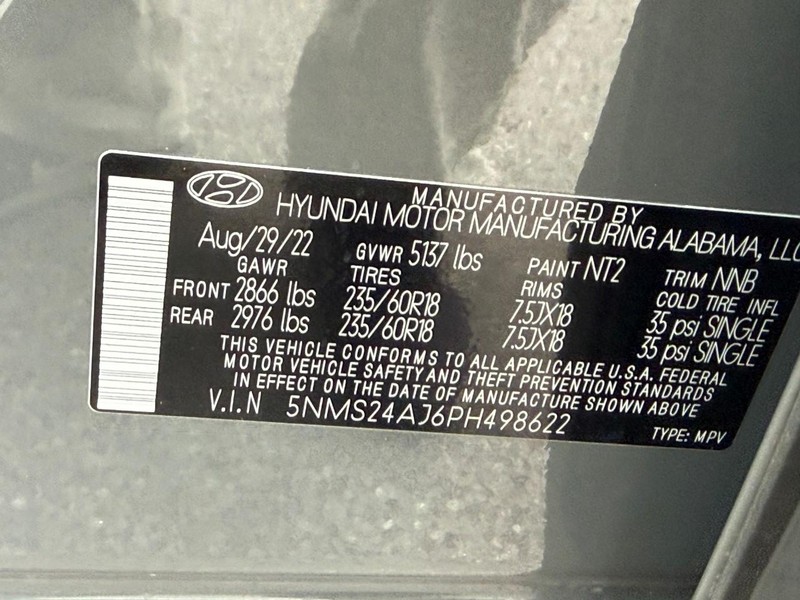 MANUFACTURED BY
HYUNDAI MOTOR MANUFACTURING ALABAMA, LLC
Aug/29/22 GVWR 5137 lbs PAINT NT2 TRIM NNB
GAWR TIRES RIMS COLD TIRE INFL
FRONT 2866 lbs 235/60R18 7.5JX18 35 psi SINGLE
REAR 2976 lbs 235/60R18 7.5JX18 35 psi SINGLE
THIS VEHICLE CONFORMS TO ALL APPLICABLE U.S.A. FEDERAL
MOTOR VEHICLE SAFETY AND THEFT PREVENTION STANDARDS
IN EFFECT ON THE DATE OF MANUFACTURE SHOWN ABOVE
V.I.N 5NMS24AJ6PH498622
TYPE: MPV